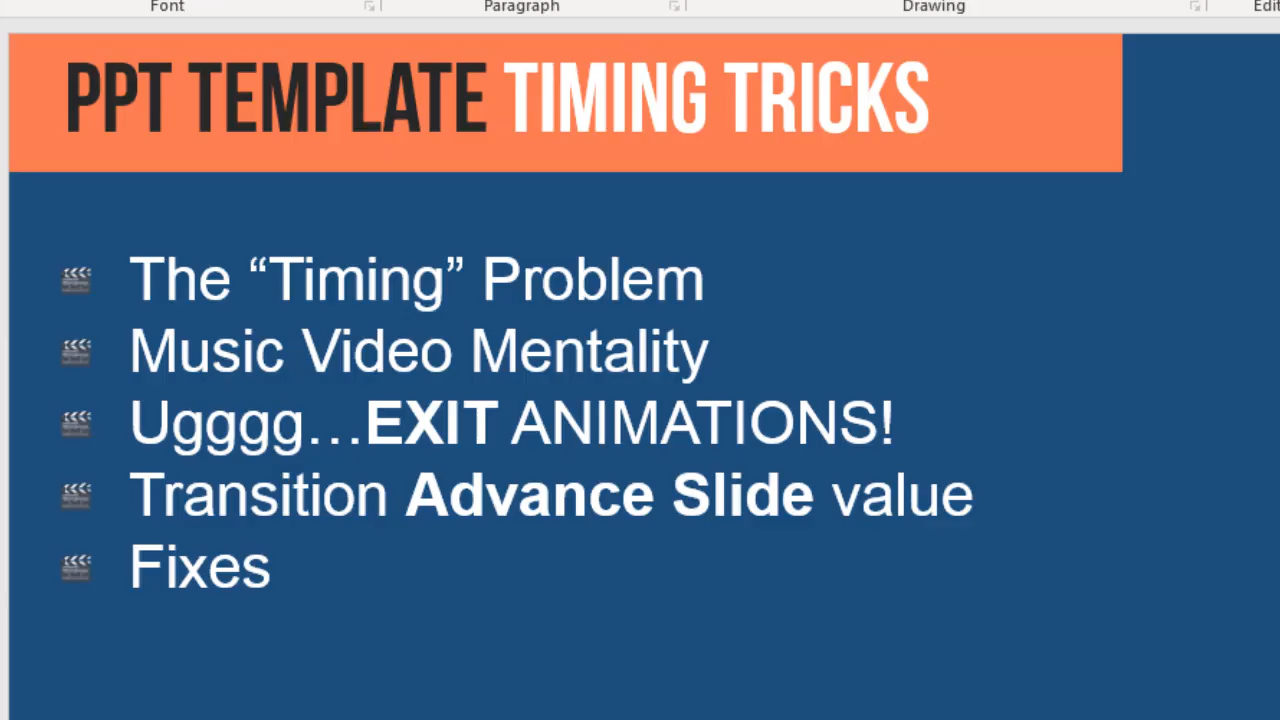 Font Paragraph Drawing
PPT TEMPLATE TIMING TRICKS
The “Timing” Problem
Music Video Mentality
Ugggg…EXIT ANIMATIONS!
Transition Advance Slide value
Fixes